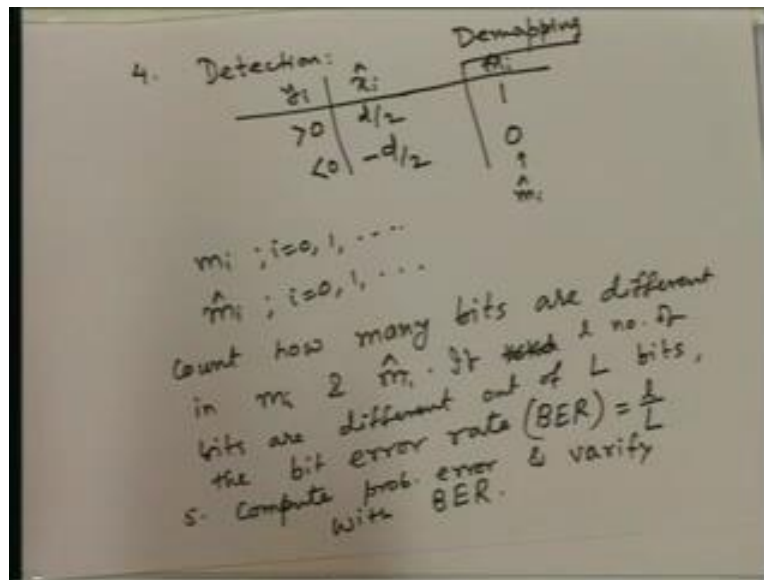 Demapping
4. Detection:
yᵢ x̂ᵢ
>0 d/2 1
<0 -d/2 0
↑
m̂ᵢ
mᵢ ; i=0, 1, ....
m̂ᵢ ; i=0, 1, ...
Count how many bits are different
in mᵢ & m̂ᵢ. If l no. of
bits are different out of L bits,
the bit error rate (BER) = l/L
5. Compute prob. error & varify
with BER.